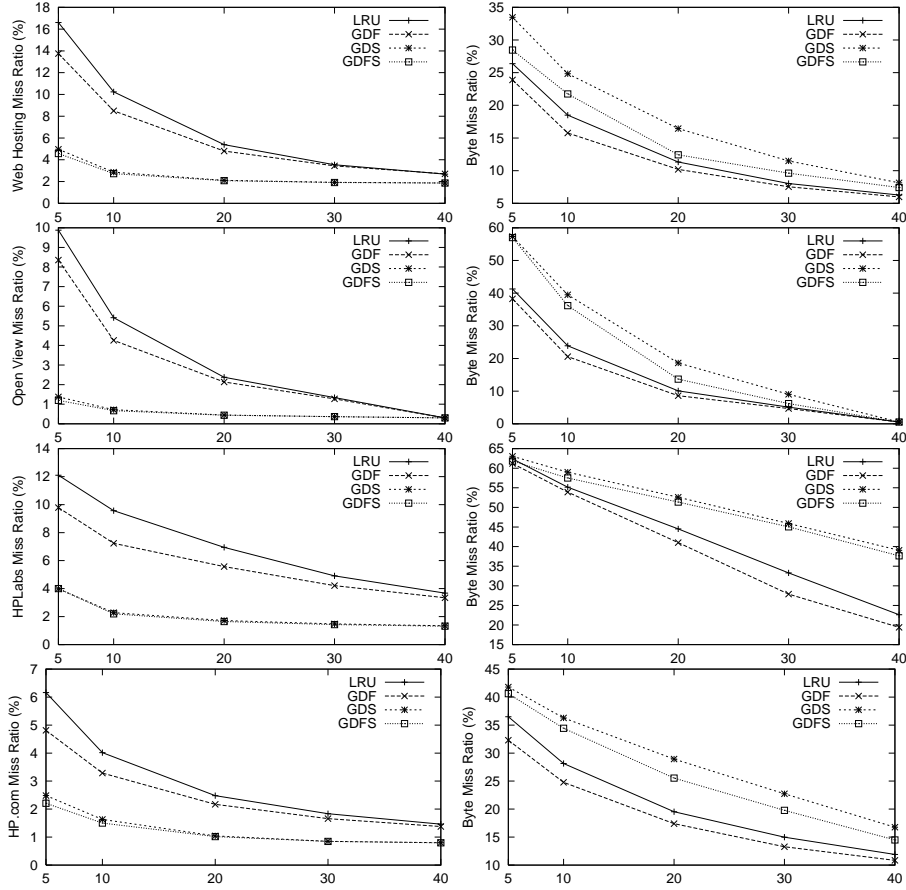 Web Hosting Miss Ratio (%)
18
16
14
12
10
8
6
4
2
0
5 10 20 30 40
LRU
GDF
GDS
GDFS
Byte Miss Ratio (%)
35
30
25
20
15
10
5
5 10 20 30 40
LRU
GDF
GDS
GDFS
Open View Miss Ratio (%)
10
9
8
7
6
5
4
3
2
1
0
5 10 20 30 40
LRU
GDF
GDS
GDFS
Byte Miss Ratio (%)
60
50
40
30
20
10
0
5 10 20 30 40
LRU
GDF
GDS
GDFS
HPLabs Miss Ratio (%)
14
12
10
8
6
4
2
0
5 10 20 30 40
LRU
GDF
GDS
GDFS
Byte Miss Ratio (%)
65
60
55
50
45
40
35
30
25
20
15
5 10 20 30 40
LRU
GDF
GDS
GDFS
HP.com Miss Ratio (%)
7
6
5
4
3
2
1
0
5 10 20 30 40
LRU
GDF
GDS
GDFS
Byte Miss Ratio (%)
45
40
35
30
25
20
15
10
5 10 20 30 40
LRU
GDF
GDS
GDFS